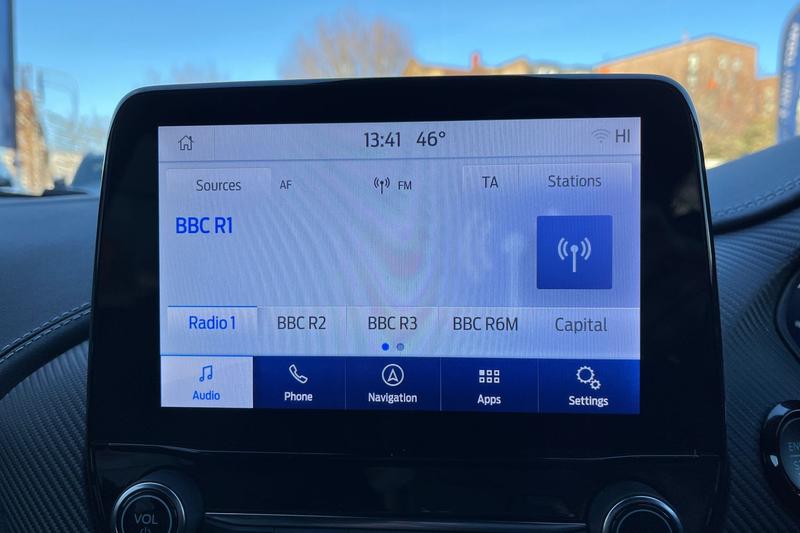 13:41 46° HI
Sources AF FM TA Stations
BBC R1
Radio 1 BBC R2 BBC R3 BBC R6M Capital
Audio Phone Navigation Apps Settings
VOL